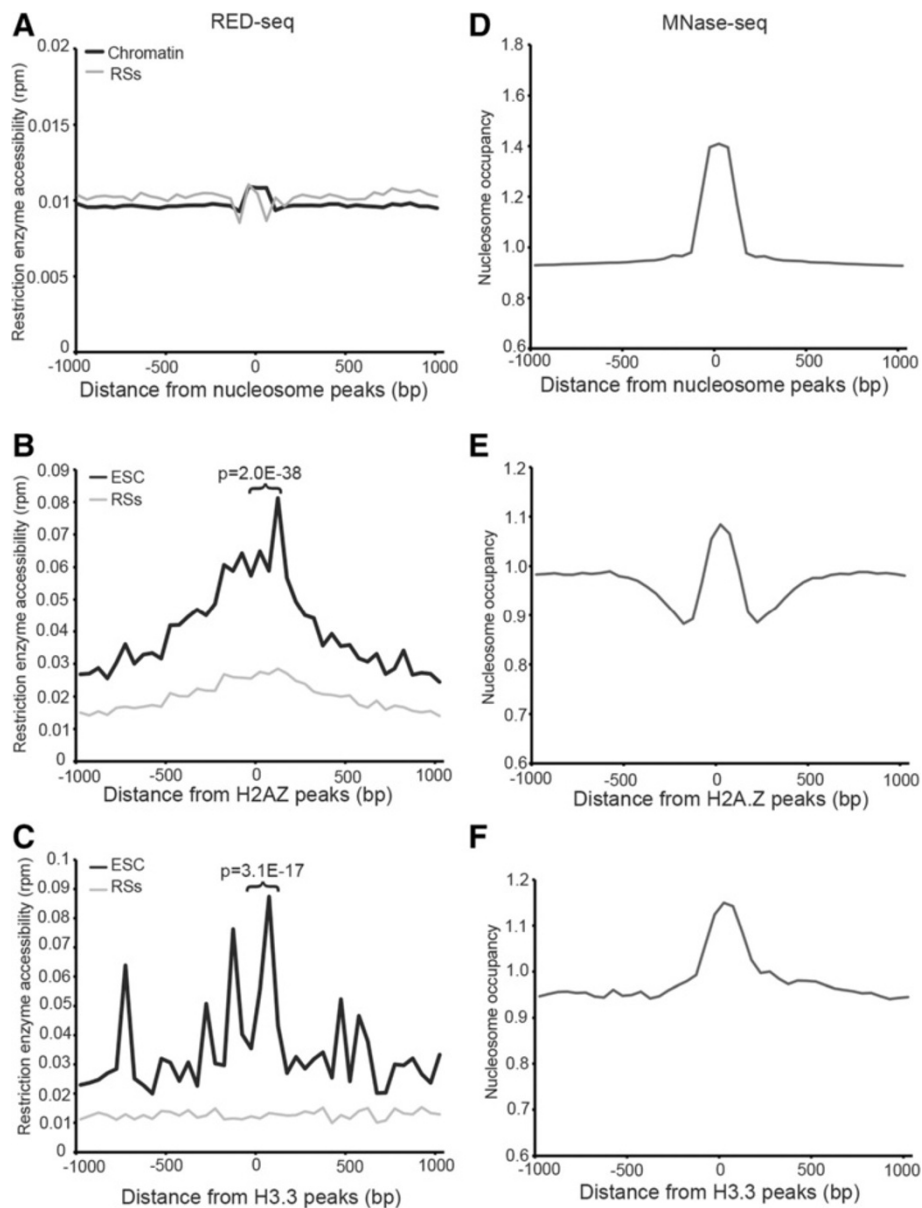 A
RED-seq
Restriction enzyme accessibility (rpm)
0.02
0.015
0.01
0.005
0
Chromatin
RSs
-1000 -500 0 500 1000
Distance from nucleosome peaks (bp)
D
MNase-seq
Nucleosome occupancy
1.8
1.6
1.4
1.2
1.0
0.8
0.6
-1000 -500 0 500 1000
Distance from nucleosome peaks (bp)
B
Restriction enzyme accessibility (rpm)
0.09
0.08
0.07
0.06
0.05
0.04
0.03
0.02
0.01
0
ESC
RSs
p=2.0E-38
-1000 -500 0 500 1000
Distance from H2AZ peaks (bp)
E
Nucleosome occupancy
1.2
1.1
1.0
0.9
0.8
0.7
0.6
-1000 -500 0 500 1000
Distance from H2A.Z peaks (bp)
C
Restriction enzyme accessibility (rpm)
0.1
0.09
0.08
0.07
0.06
0.05
0.04
0.03
0.02
0.01
0
ESC
RSs
p=3.1E-17
-1000 -500 0 500 1000
Distance from H3.3 peaks (bp)
F
Nucleosome occupancy
1.2
1.1
1.0
0.9
0.8
0.7
0.6
-1000 -500 0 500 1000
Distance from H3.3 peaks (bp)